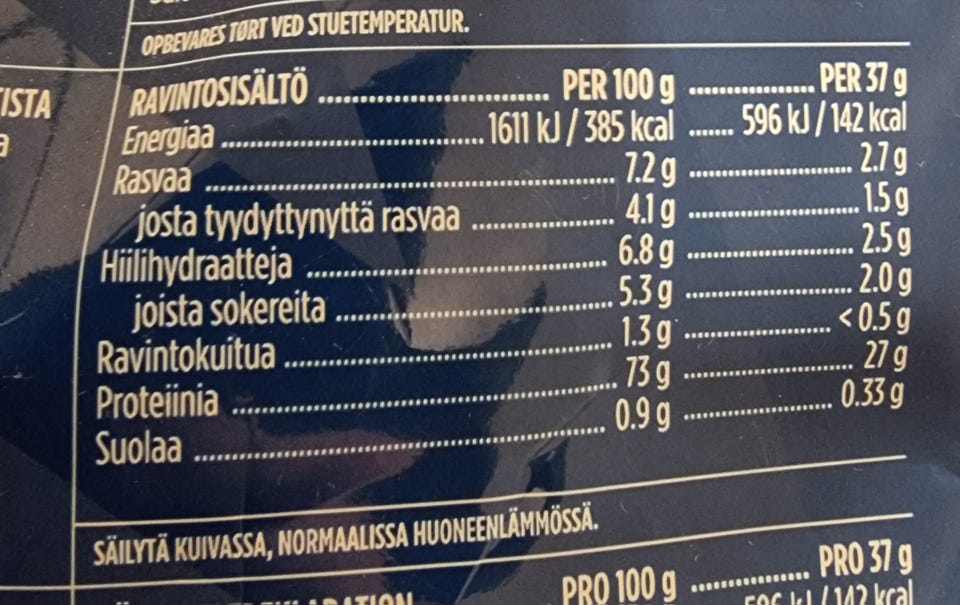 OPBEVARES TØRT VED STUETEMPERATUR.
RAVINTOSISÄLTÖ ........................ PER 100 g ............. PER 37 g
Energiaa ........................ 1611 kJ / 385 kcal ....... 596 kJ / 142 kcal
Rasvaa ........................ 7.2 g ............. 2.7 g
josta tyydyttynyttä rasvaa ............. 4.1 g ............. 1.5 g
Hiilihydraatteja ........................ 6.8 g ............. 2.5 g
joista sokereita ........................ 5.3 g ............. 2.0 g
Ravintokuitua ........................ 1.3 g ............. < 0.5 g
Proteiinia ........................ 73 g ............. 27 g
Suolaa ........................ 0.9 g ............. 0.33 g
SÄILYTÄ KUIVASSA, NORMAALISSA HUONEENLÄMMÖSSÄ.
PRO 100 g ............. PRO 37 g
142 kcal